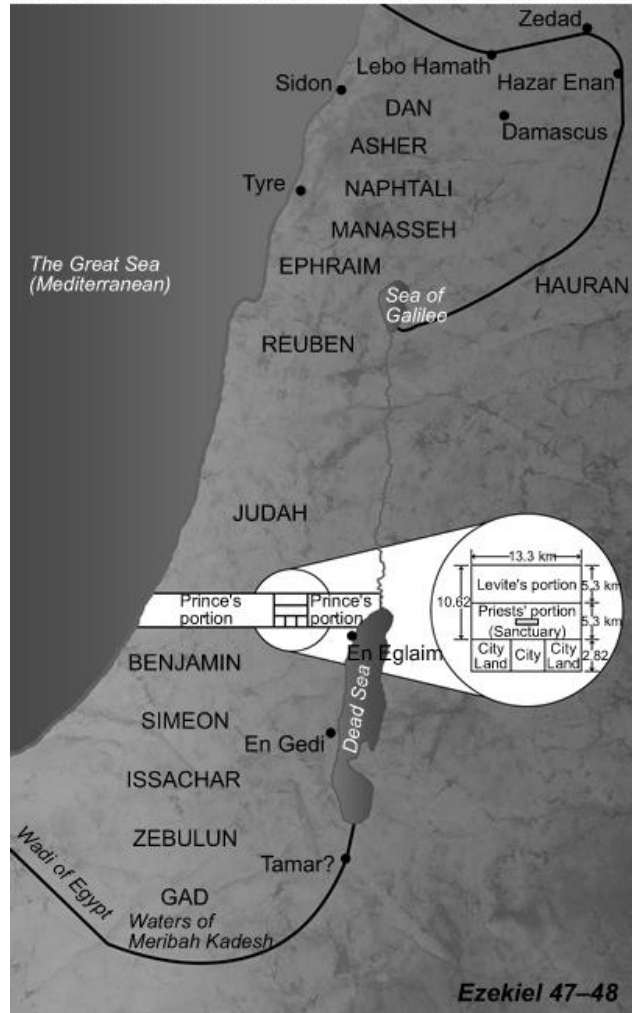 Zedad
Lebo Hamath
Hazar Enan
Sidon
DAN
Damascus
ASHER
Tyre
NAPHTALI
MANASSEH
The Great Sea
(Mediterranean)
EPHRAIM
HAURAN
Sea of
Galilee
REUBEN
JUDAH
13.3 km
Levite's portion
5,3 km
10.62
Priests' portion
(Sanctuary)
5,3 km
City
Land
City
City
Land
2.82
Prince's
portion
Prince's
portion
En Eglaim
BENJAMIN
Dead Sea
SIMEON
En Gedi
ISSACHAR
ZEBULUN
Tamar?
Wadi of Egypt
GAD
Waters of
Meribah Kadesh
Ezekiel 47–48